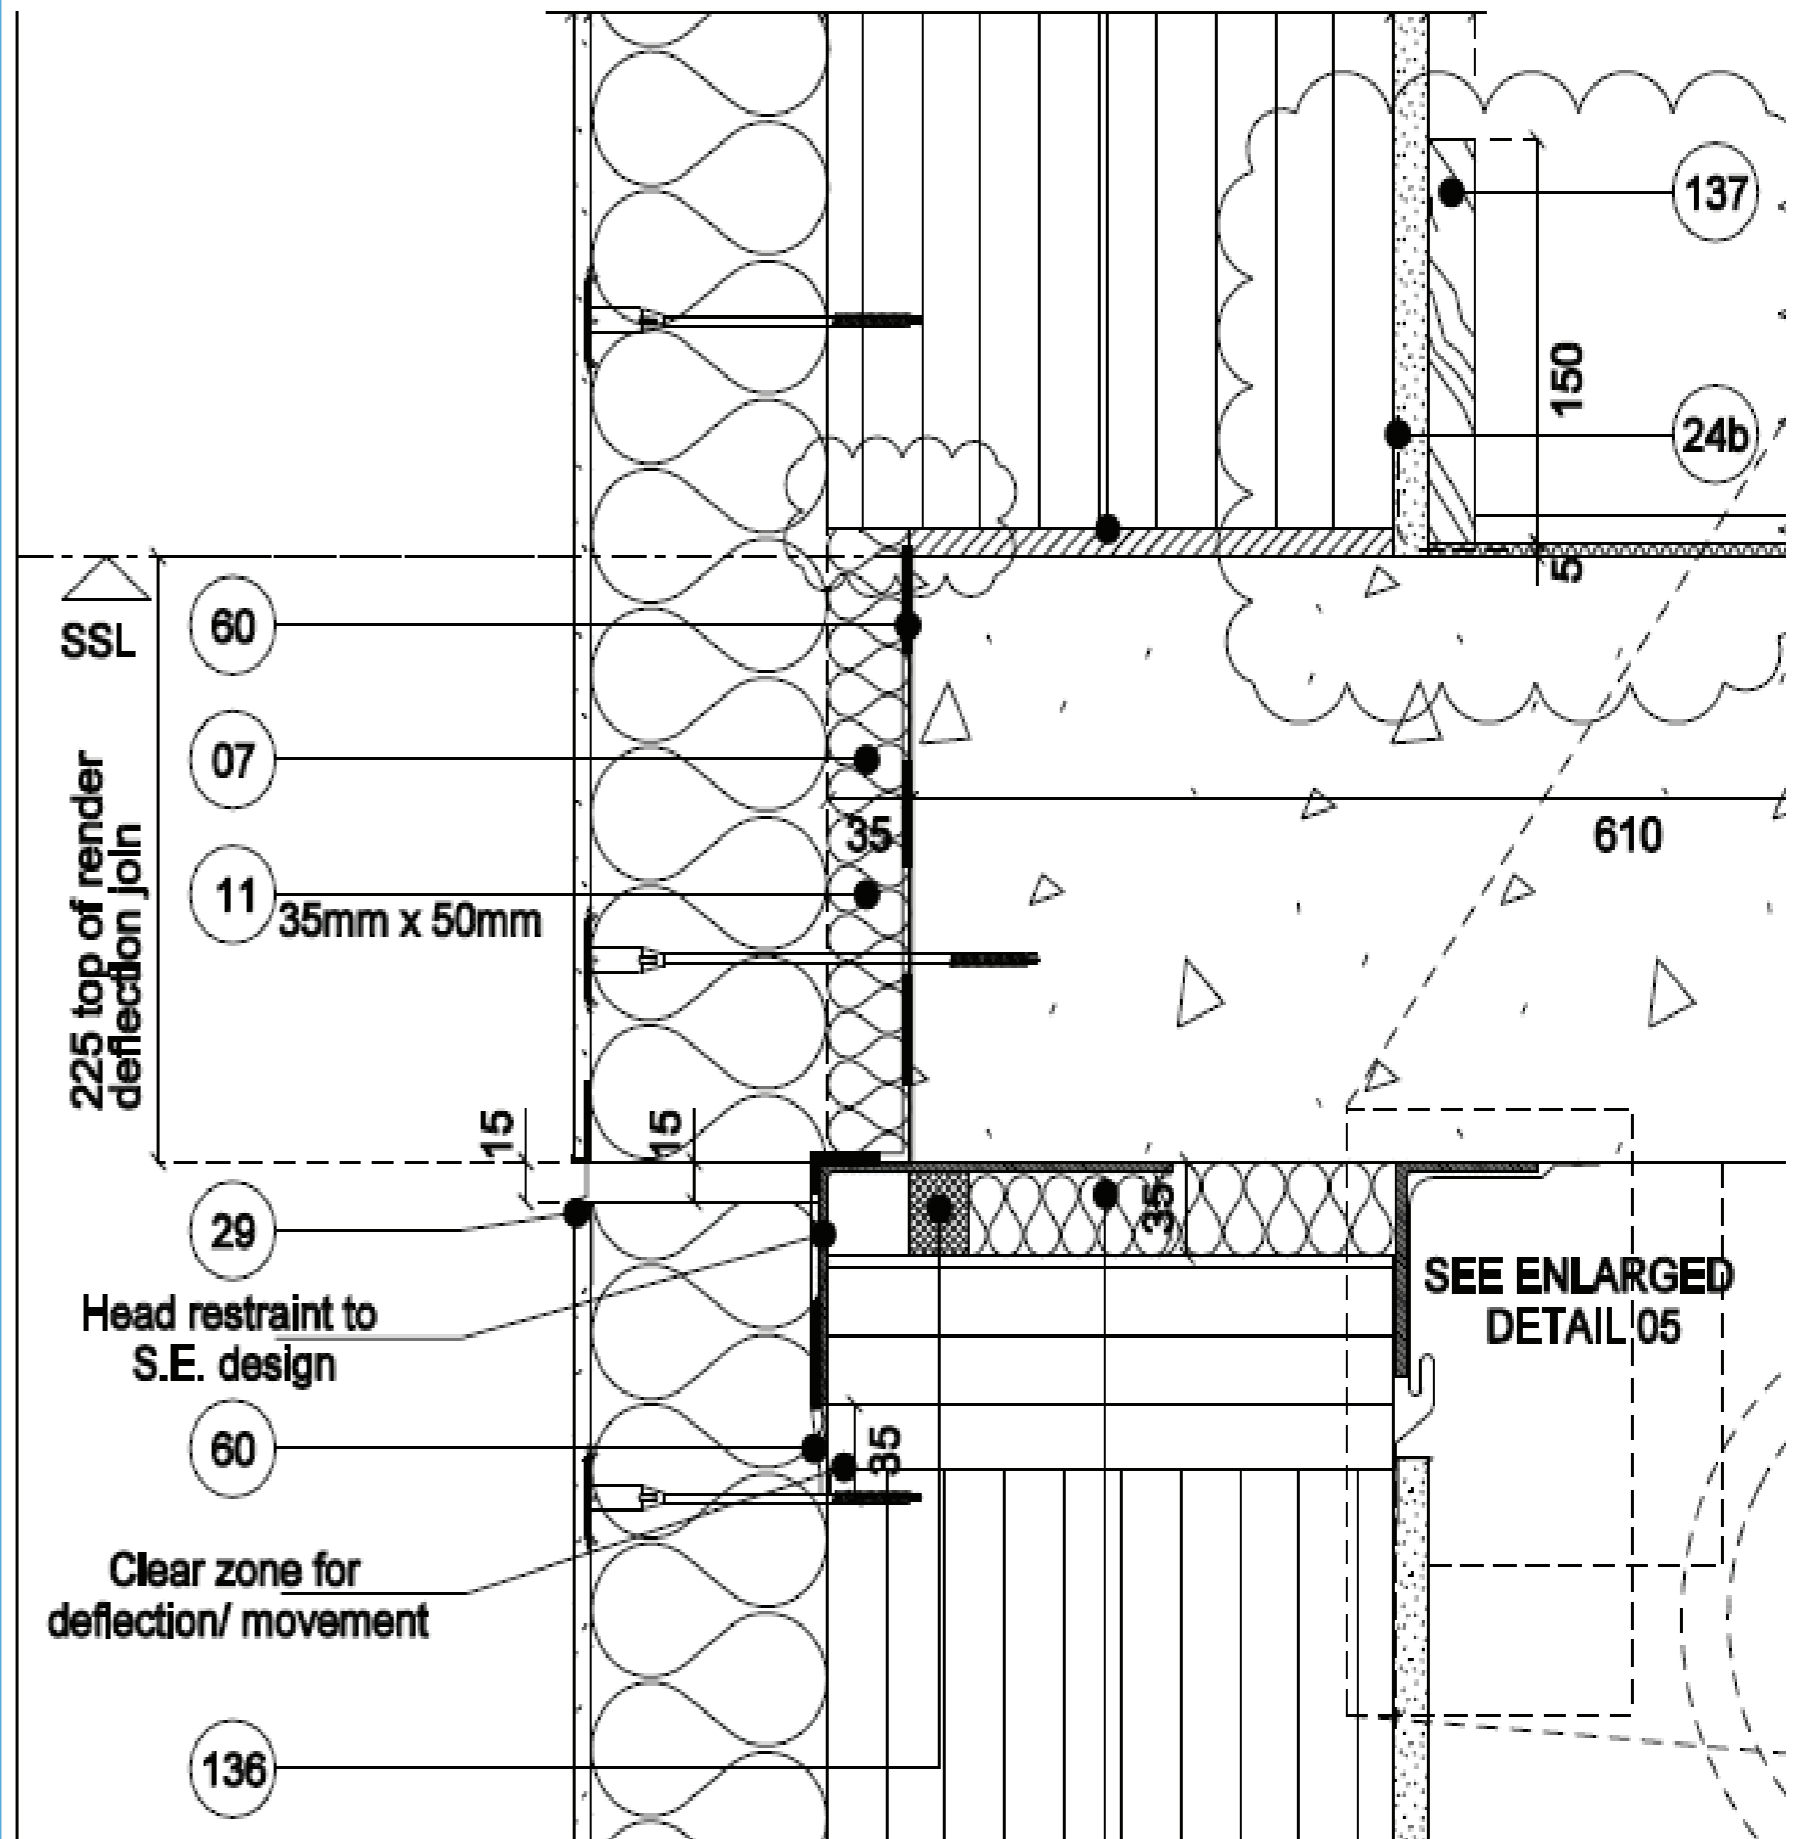 137
150
24b
5
SSL
60
07
225 top of render
deflection join
35
610
11
35mm x 50mm
15
15
29
35
Head restraint to
S.E. design
SEE ENLARGED
DETAIL 05
60
35
Clear zone for
deflection/ movement
136